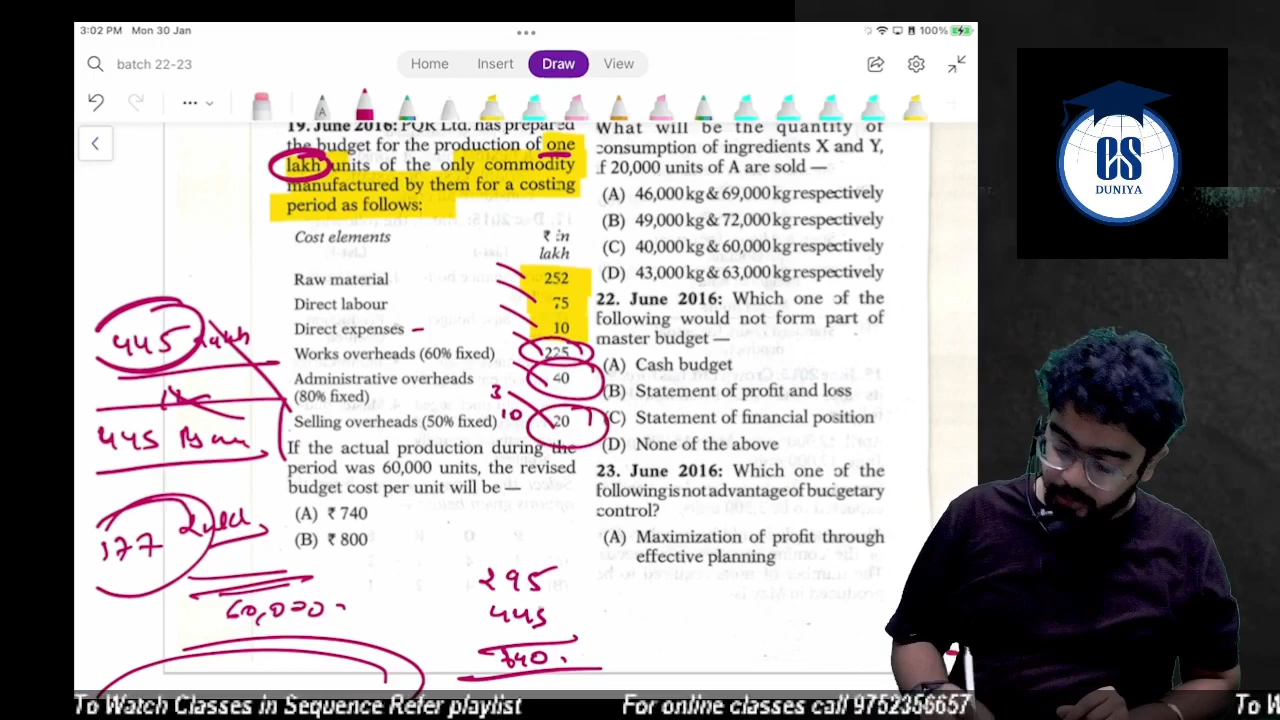 3:02 PM Mon 30 Jan
100%
batch 22-23
Home Insert Draw View
19. June 2016: PQR Ltd. has prepared
the budget for the production of one
lakh units of the only commodity
manufactured by them for a costing
period as follows:
Cost elements ₹ in
lakh
Raw material 252
Direct labour 75
Direct expenses 10
Works overheads (60% fixed) 225
Administrative overheads 40
(80% fixed)
Selling overheads (50% fixed) 20
3
10
If the actual production during the
period was 60,000 units, the revised
budget cost per unit will be —
(A) ₹ 740
(B) ₹ 800
445 Lakh
445
177 Lakh
60,000
295
445
740
What will be the quantity of
consumption of ingredients X and Y,
if 20,000 units of A are sold —
(A) 46,000 kg & 69,000 kg respectively
(B) 49,000 kg & 72,000 kg respectively
(C) 40,000 kg & 60,000 kg respectively
(D) 43,000 kg & 63,000 kg respectively
22. June 2016: Which one of the
following would not form part of
master budget —
(A) Cash budget
(B) Statement of profit and loss
(C) Statement of financial position
(D) None of the above
23. June 2016: Which one of the
following is not advantage of budgetary
control?
(A) Maximization of profit through
effective planning
CS
DUNIYA
To Watch Classes in Sequence Refer playlist For online classes call 9752356657 To W